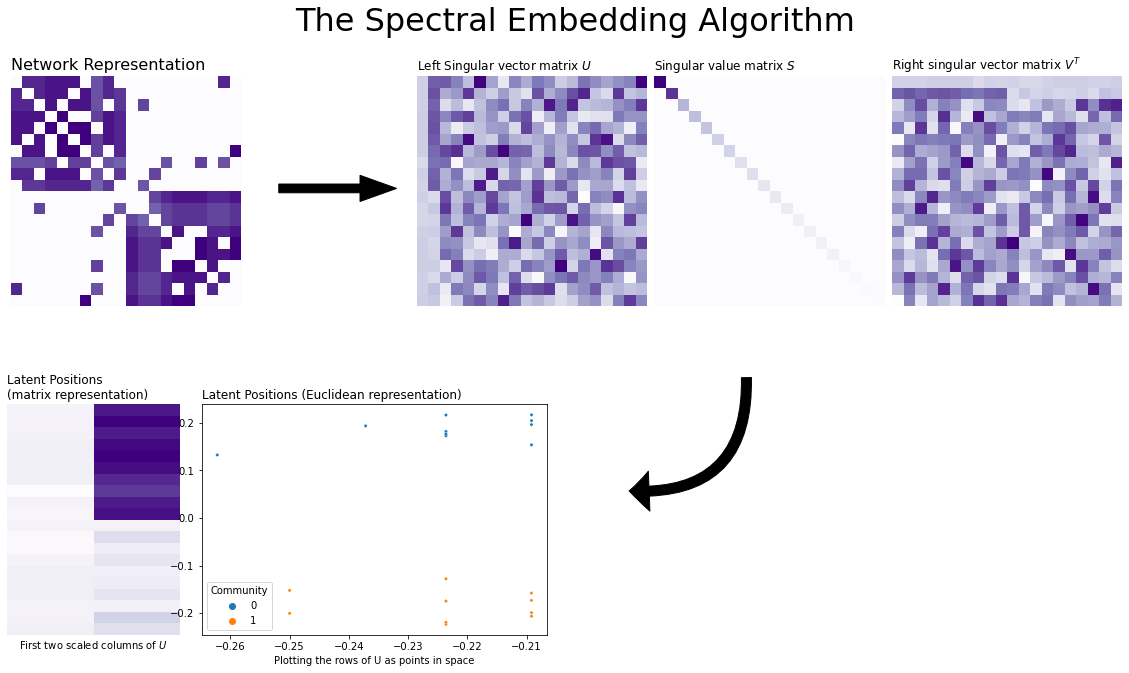 The Spectral Embedding Algorithm
Network Representation
Left Singular vector matrix U
Singular value matrix S
Right singular vector matrix V^T
Latent Positions
(matrix representation)
First two scaled columns of U
Latent Positions (Euclidean representation)
0.2
0.1
0.0
−0.1
−0.2
Community
0
1
−0.26 −0.25 −0.24 −0.23 −0.22 −0.21
Plotting the rows of U as points in space